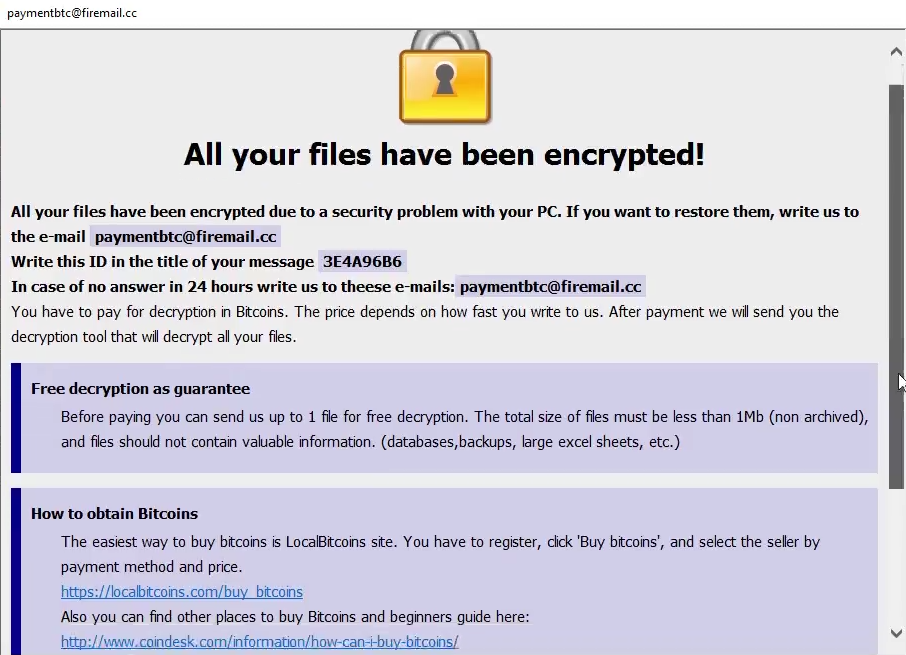 paymentbtc@firemail.cc
All your files have been encrypted!
All your files have been encrypted due to a security problem with your PC. If you want to restore them, write us to
the e-mail paymentbtc@firemail.cc
Write this ID in the title of your message 3E4A96B6
In case of no answer in 24 hours write us to theese e-mails: paymentbtc@firemail.cc
You have to pay for decryption in Bitcoins. The price depends on how fast you write to us. After payment we will send you the
decryption tool that will decrypt all your files.
Free decryption as guarantee
Before paying you can send us up to 1 file for free decryption. The total size of files must be less than 1Mb (non archived),
and files should not contain valuable information. (databases,backups, large excel sheets, etc.)
How to obtain Bitcoins
The easiest way to buy bitcoins is LocalBitcoins site. You have to register, click 'Buy bitcoins', and select the seller by
payment method and price.
https://localbitcoins.com/buy_bitcoins
Also you can find other places to buy Bitcoins and beginners guide here:
http://www.coindesk.com/information/how-can-i-buy-bitcoins/